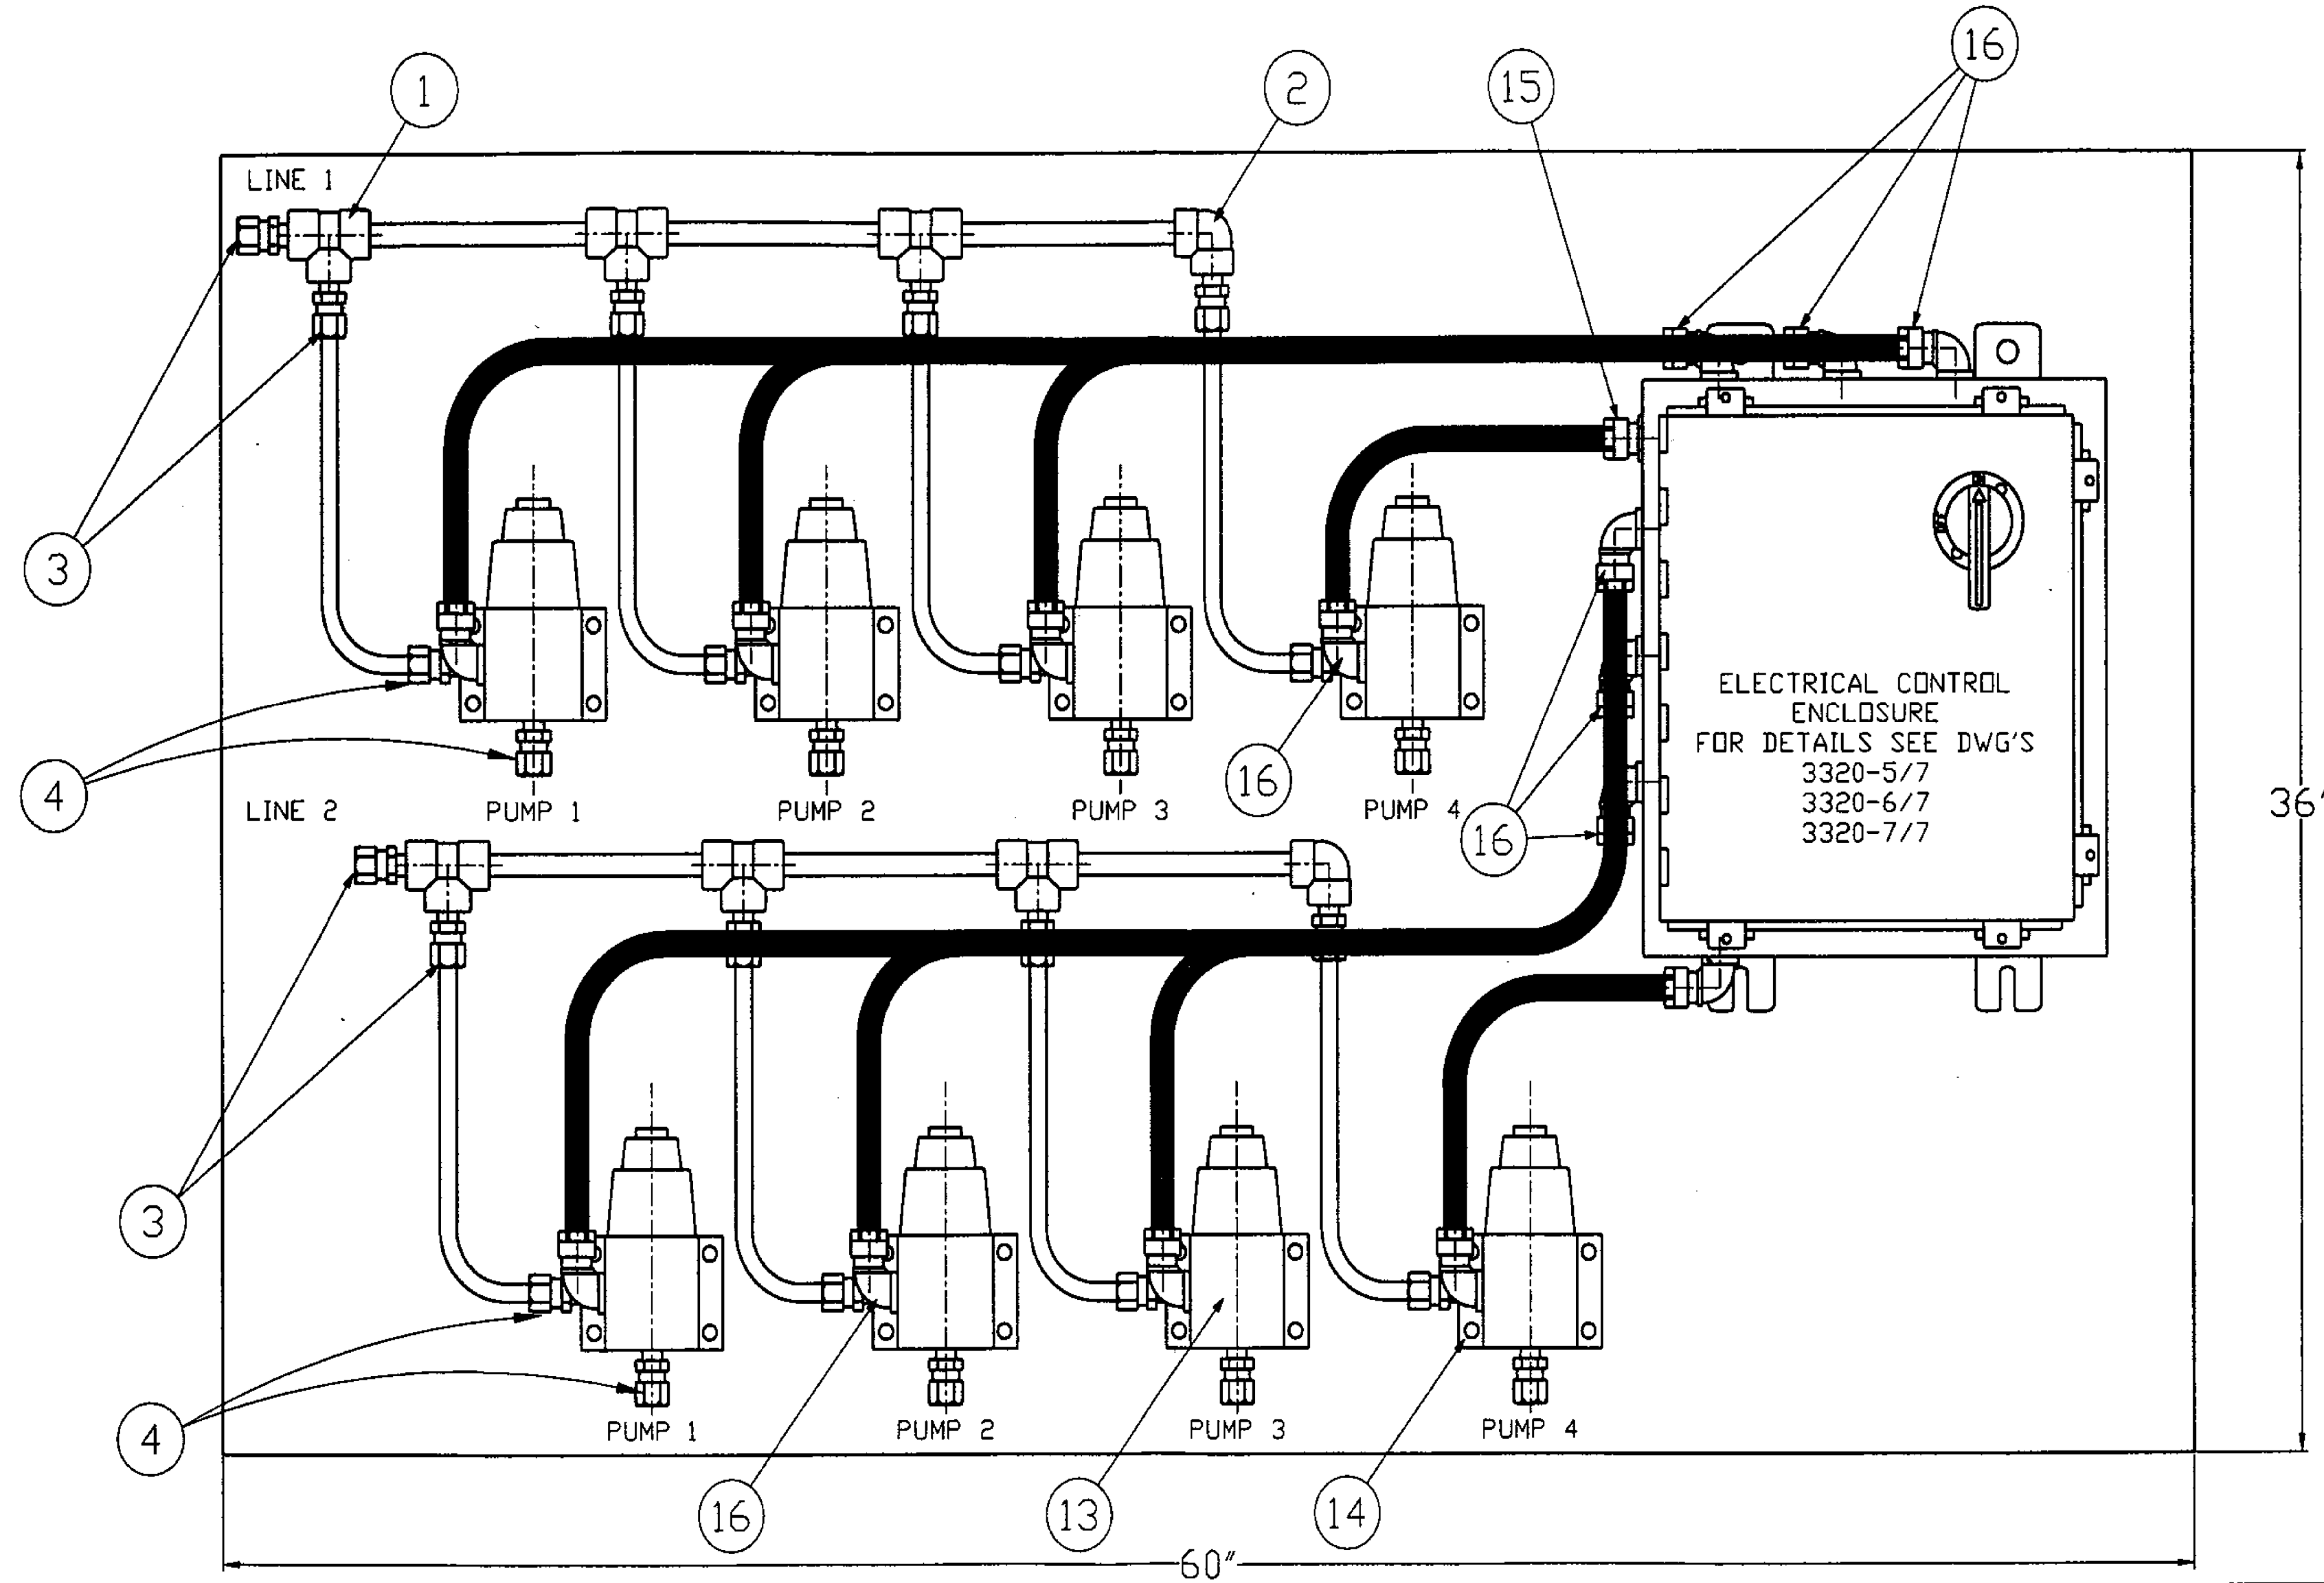 16
1
2
15
LINE 1
3
ELECTRICAL CONTROL
ENCLOSURE
FOR DETAILS SEE DWG'S
3320-5/7
3320-6/7
3320-7/7
16
4
LINE 2
PUMP 1
PUMP 2
PUMP 3
PUMP 4
16
36"
3
4
PUMP 1
PUMP 2
PUMP 3
PUMP 4
16
13
14
60"